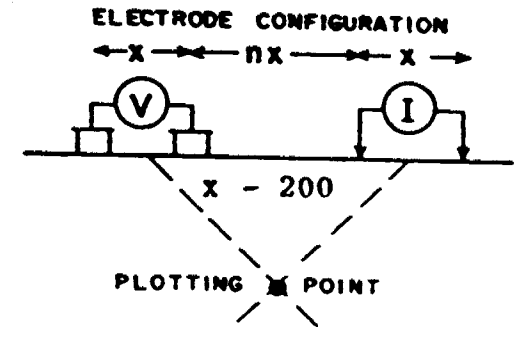 ELECTRODE CONFIGURATION
x nx x
V I
x - 200
PLOTTING POINT